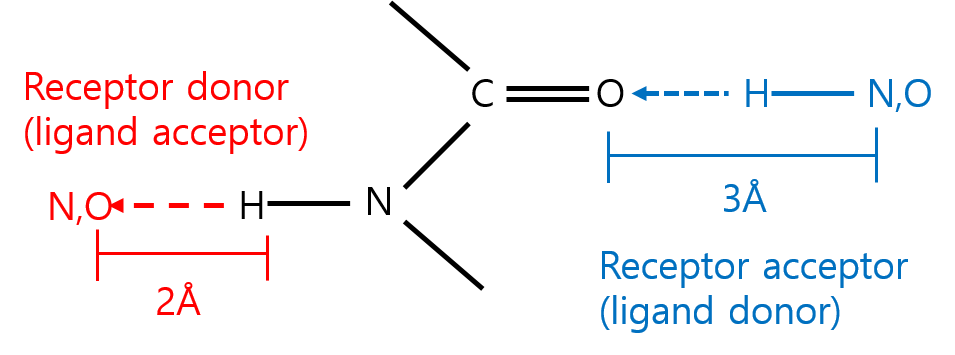 Receptor donor
(ligand acceptor)
C
O
H
N,O
N,O
H
N
3Å
2Å
Receptor acceptor
(ligand donor)